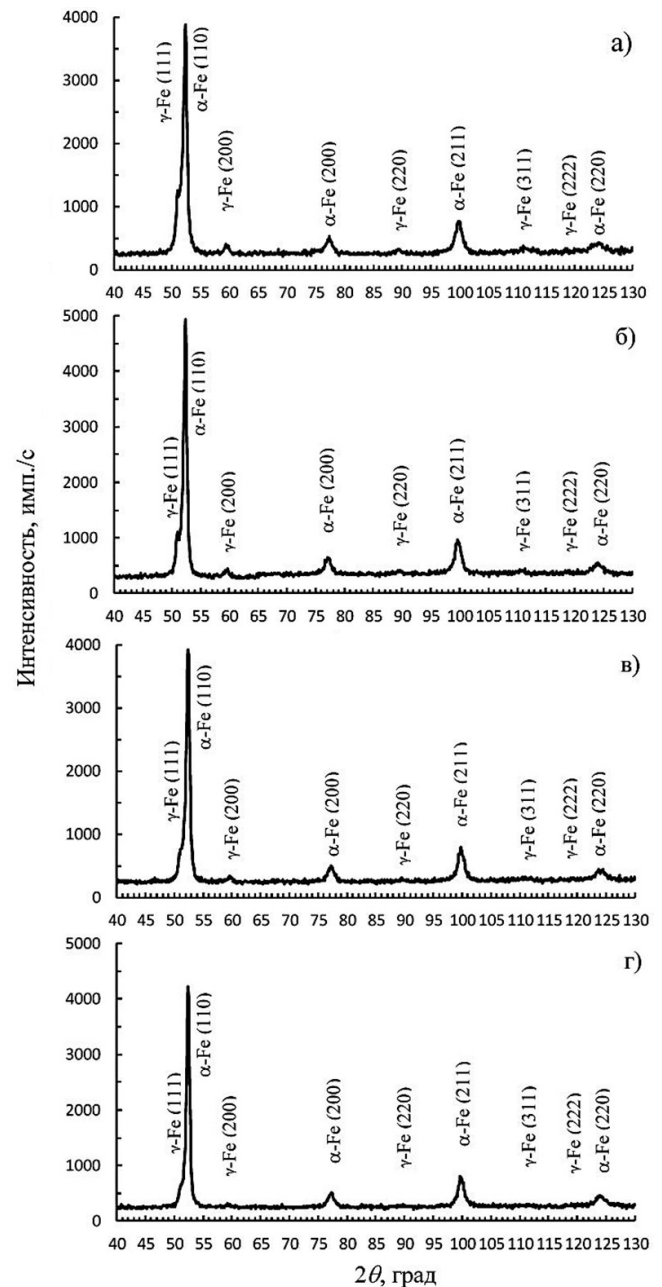 а)
γ-Fe (111)
α-Fe (110)
γ-Fe (200)
α-Fe (200)
γ-Fe (220)
α-Fe (211)
γ-Fe (311)
γ-Fe (222)
α-Fe (220)
4000
3000
2000
1000
0
40 45 50 55 60 65 70 75 80 85 90 95 100 105 110 115 120 125 130
б)
γ-Fe (111)
α-Fe (110)
γ-Fe (200)
α-Fe (200)
γ-Fe (220)
α-Fe (211)
γ-Fe (311)
γ-Fe (222)
α-Fe (220)
5000
4000
3000
2000
1000
0
40 45 50 55 60 65 70 75 80 85 90 95 100 105 110 115 120 125 130
Интенсивность, имп./с
в)
γ-Fe (111)
α-Fe (110)
γ-Fe (200)
α-Fe (200)
γ-Fe (220)
α-Fe (211)
γ-Fe (311)
γ-Fe (222)
α-Fe (220)
4000
3000
2000
1000
0
40 45 50 55 60 65 70 75 80 85 90 95 100 105 110 115 120 125 130
г)
γ-Fe (111)
α-Fe (110)
γ-Fe (200)
α-Fe (200)
γ-Fe (220)
α-Fe (211)
γ-Fe (311)
γ-Fe (222)
α-Fe (220)
5000
4000
3000
2000
1000
0
40 45 50 55 60 65 70 75 80 85 90 95 100 105 110 115 120 125 130
2θ, град